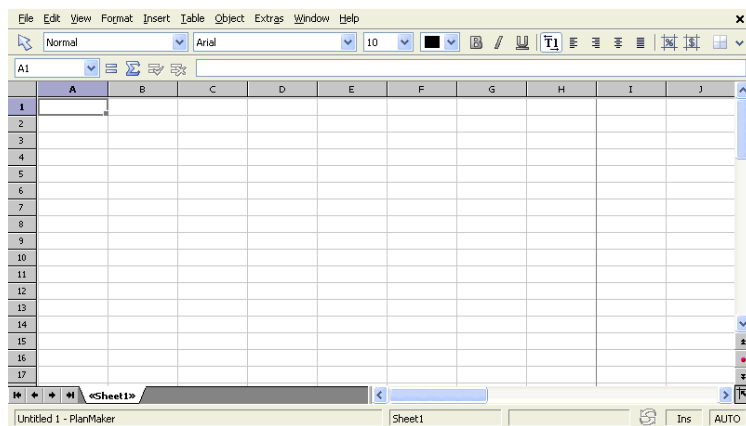 File Edit View Format Insert Table Object Extras Window Help
Normal Arial 10 B I U T1 % $
A1
A B C D E F G H I J
1
2
3
4
5
6
7
8
9
10
11
12
13
14
15
16
17
«Sheet1»
Untitled 1 - PlanMaker Sheet1 Ins AUTO